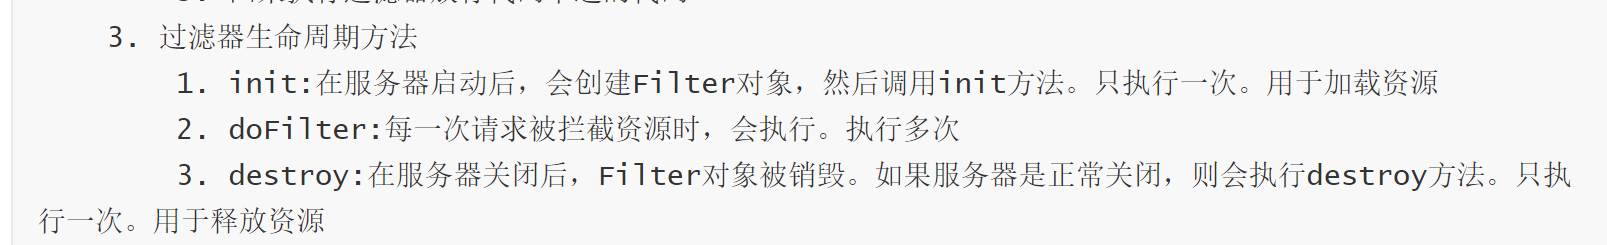 3. 过滤器生命周期方法
1. init:在服务器启动后，会创建Filter对象，然后调用init方法。只执行一次。用于加载资源
2. doFilter:每一次请求被拦截资源时，会执行。执行多次
3. destroy:在服务器关闭后，Filter对象被销毁。如果服务器是正常关闭，则会执行destroy方法。只执
行一次。用于释放资源